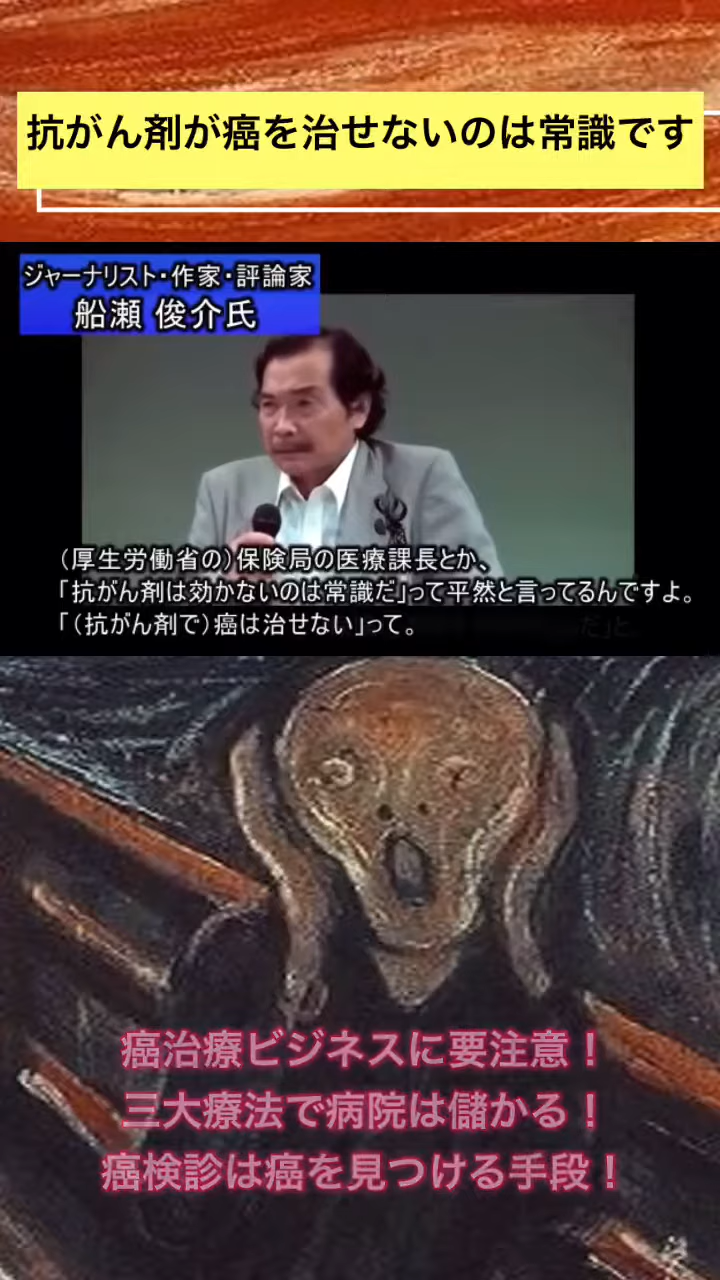 抗がん剤が癌を治せないのは常識です
ジャーナリスト・作家・評論家
船瀬 俊介氏
（厚生労働省の）保険局の医療課長とか、
「抗がん剤は効かないのは常識だ」って平然と言ってるんですよ。
「（抗がん剤で）癌は治せない」って。
だ」と
癌治療ビジネスに要注意！
三大療法で病院は儲かる！
癌検診は癌を見つける手段！